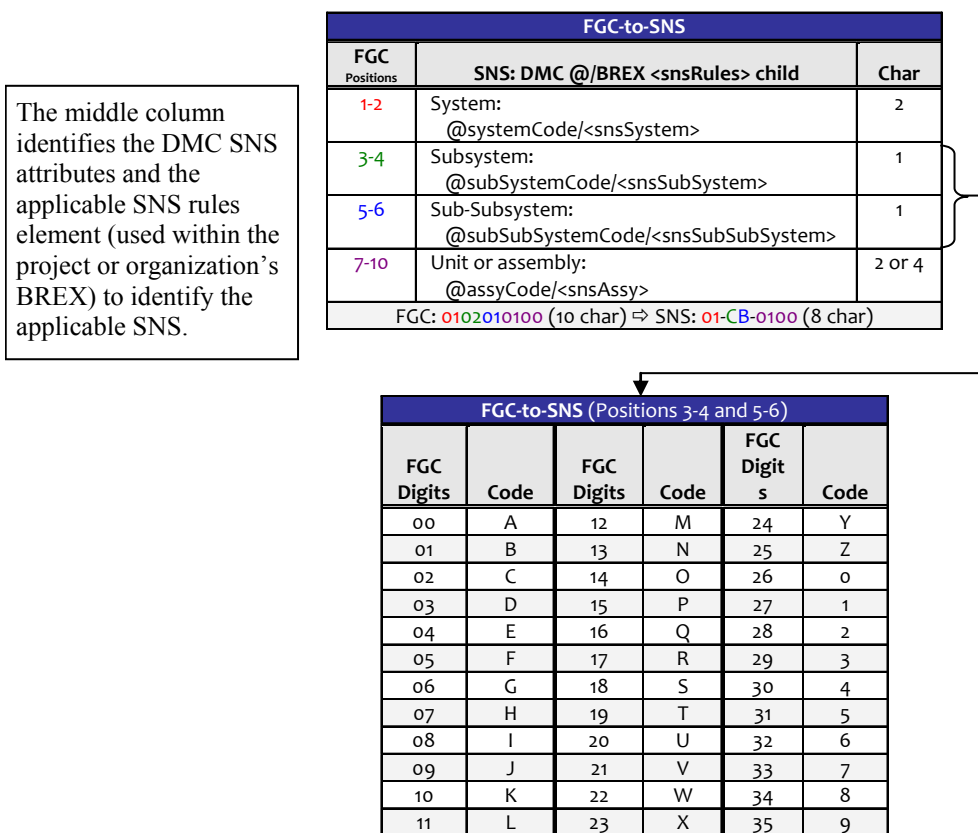 The middle column
identifies the DMC SNS
attributes and the
applicable SNS rules
element (used within the
project or organization's
BREX) to identify the
applicable SNS.
FGC-to-SNS
FGC
Positions SNS: DMC @/BREX <snsRules> child Char
1-2 System: 2
@systemCode/<snsSystem>
3-4 Subsystem: 1
@subSystemCode/<snsSubSystem>
5-6 Sub-Subsystem: 1
@subSubSystemCode/<snsSubSubSystem>
7-10 Unit or assembly: 2 or 4
@assyCode/<snsAssy>
FGC: 0102010100 (10 char) ⇨ SNS: 01-CB-0100 (8 char)
FGC-to-SNS (Positions 3-4 and 5-6)
FGC
FGC FGC Digit
Digits Code Digits Code s Code
00 A 12 M 24 Y
01 B 13 N 25 Z
02 C 14 O 26 0
03 D 15 P 27 1
04 E 16 Q 28 2
05 F 17 R 29 3
06 G 18 S 30 4
07 H 19 T 31 5
08 I 20 U 32 6
09 J 21 V 33 7
10 K 22 W 34 8
11 L 23 X 35 9